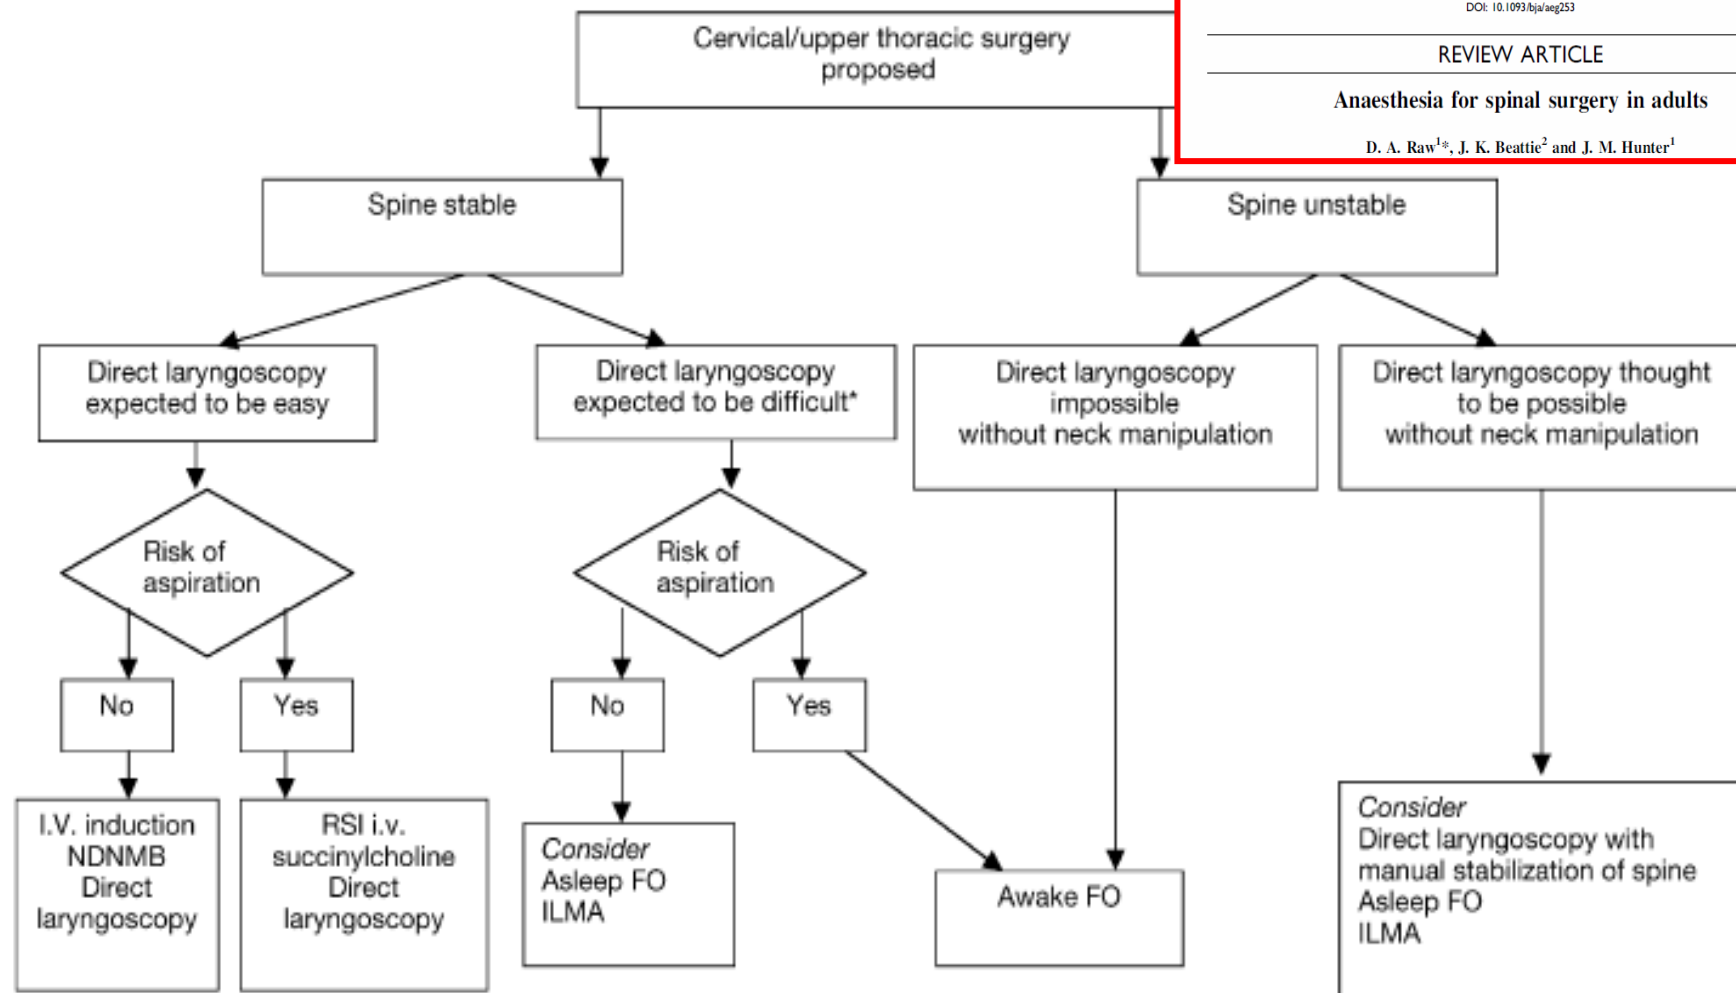 DOI: 10.1093/bja/aeg253
REVIEW ARTICLE
Anaesthesia for spinal surgery in adults
D. A. Raw1*, J. K. Beattie2 and J. M. Hunter1
Cervical/upper thoracic surgery
proposed
Spine stable
Spine unstable
Direct laryngoscopy
expected to be easy
Direct laryngoscopy
expected to be difficult*
Direct laryngoscopy
impossible
without neck manipulation
Direct laryngoscopy thought
to be possible
without neck manipulation
Risk of
aspiration
Risk of
aspiration
No
Yes
No
Yes
I.V. induction
NDNMB
Direct
laryngoscopy
RSI i.v.
succinylcholine
Direct
laryngoscopy
Consider
Asleep FO
ILMA
Awake FO
Consider
Direct laryngoscopy with
manual stabilization of spine
Asleep FO
ILMA